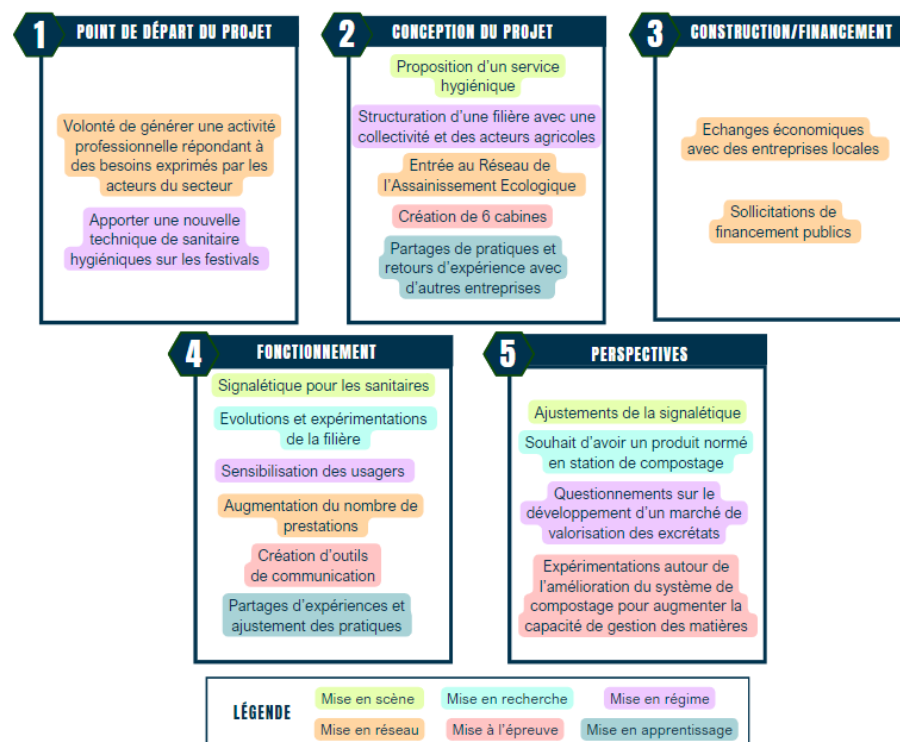 1 POINT DE DÉPART DU PROJET
Volonté de générer une activité
professionnelle répondant à
des besoins exprimés par les
acteurs du secteur
Apporter une nouvelle
technique de sanitaire
hygiéniques sur les festivals
2 CONCEPTION DU PROJET
Proposition d'un service
hygiénique
Structuration d'une filière avec une
collectivité et des acteurs agricoles
Entrée au Réseau de
l'Assainissement Ecologique
Création de 6 cabines
Partages de pratiques et
retours d'expérience avec
d'autres entreprises
3 CONSTRUCTION/FINANCEMENT
Echanges économiques
avec des entreprises locales
Sollicitations de
financement publics
4 FONCTIONNEMENT
Signalétique pour les sanitaires
Evolutions et expérimentations
de la filière
Sensibilisation des usagers
Augmentation du nombre de
prestations
Création d'outils
de communication
Partages d'expériences et
ajustement des pratiques
5 PERSPECTIVES
Ajustements de la signalétique
Souhait d'avoir un produit normé
en station de compostage
Questionnements sur le
développement d'un marché de
valorisation des excrétats
Expérimentations autour de
l'amélioration du système de
compostage pour augmenter la
capacité de gestion des matières
LÉGENDE
Mise en scène
Mise en recherche
Mise en régime
Mise en réseau
Mise à l'épreuve
Mise en apprentissage